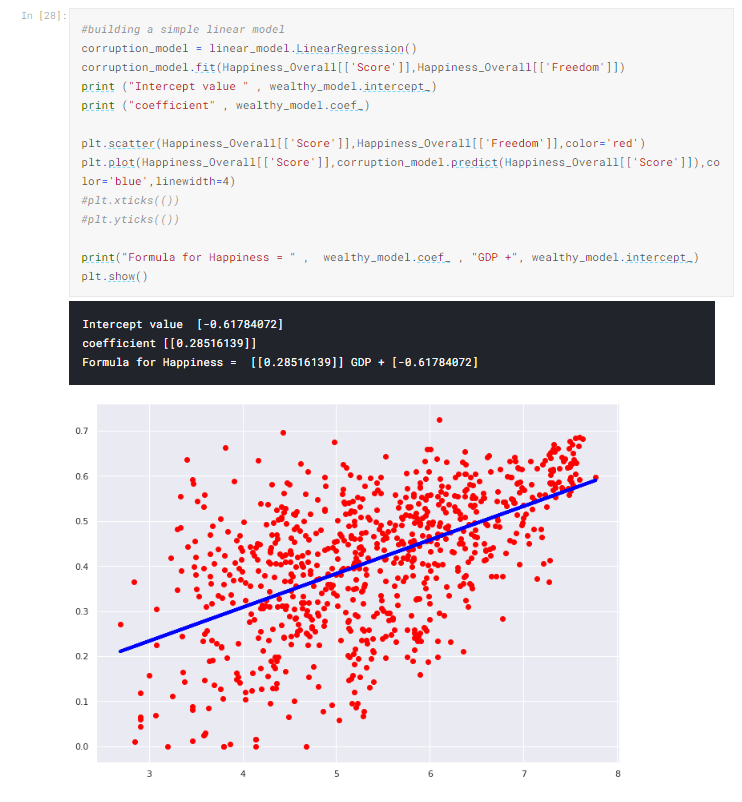 In [28]:
#building a simple linear model
corruption_model = linear_model.LinearRegression()
corruption_model.fit(Happiness_Overall[['Score']],Happiness_Overall[['Freedom']])
print ("Intercept value " , wealthy_model.intercept_)
print ("coefficient" , wealthy_model.coef_)
plt.scatter(Happiness_Overall[['Score']],Happiness_Overall[['Freedom']],color='red')
plt.plot(Happiness_Overall[['Score']],corruption_model.predict(Happiness_Overall[['Score']]),co
lor='blue',linewidth=4)
#plt.xticks(())
#plt.yticks(())
print("Formula for Happiness = " ,  wealthy_model.coef_ , "GDP +", wealthy_model.intercept_)
plt.show()
Intercept value  [-0.61784072]
coefficient [[0.28516139]]
Formula for Happiness =  [[0.28516139]] GDP + [-0.61784072]
0.7
0.6
0.5
0.4
0.3
0.2
0.1
0.0
3 4 5 6 7 8